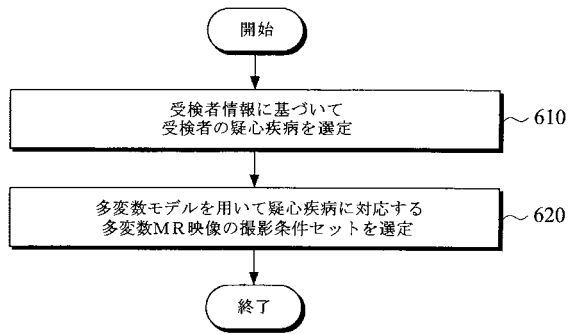 開始
受検者情報に基づいて
受検者の疑心疾病を選定
610
多変数モデルを用いて疑心疾病に対応する
多変数MR映像の撮影条件セットを選定
620
終了